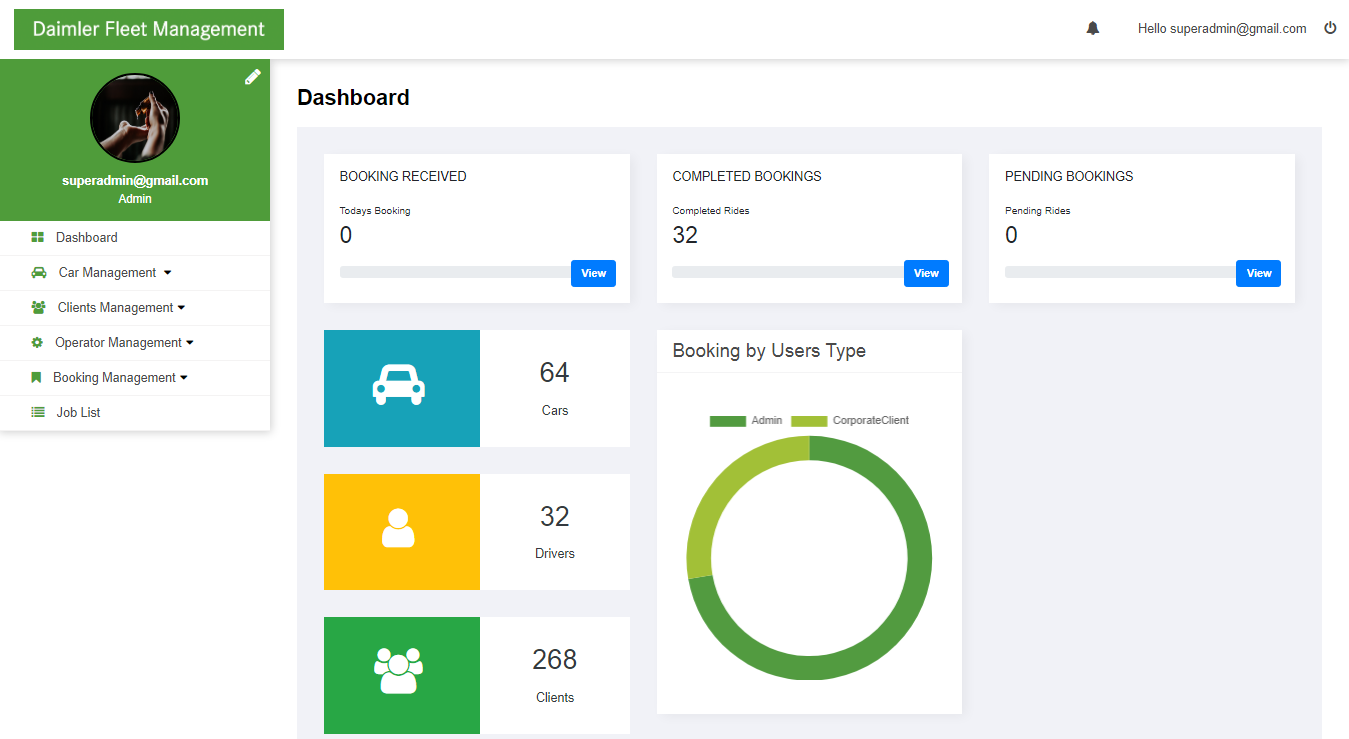 Daimler Fleet Management
Hello superadmin@gmail.com
superadmin@gmail.com
Admin
Dashboard
Car Management
Clients Management
Operator Management
Booking Management
Job List
Dashboard
BOOKING RECEIVED
Todays Booking
0
View
COMPLETED BOOKINGS
Completed Rides
32
View
PENDING BOOKINGS
Pending Rides
0
View
64
Cars
32
Drivers
268
Clients
Booking by Users Type
Admin CorporateClient